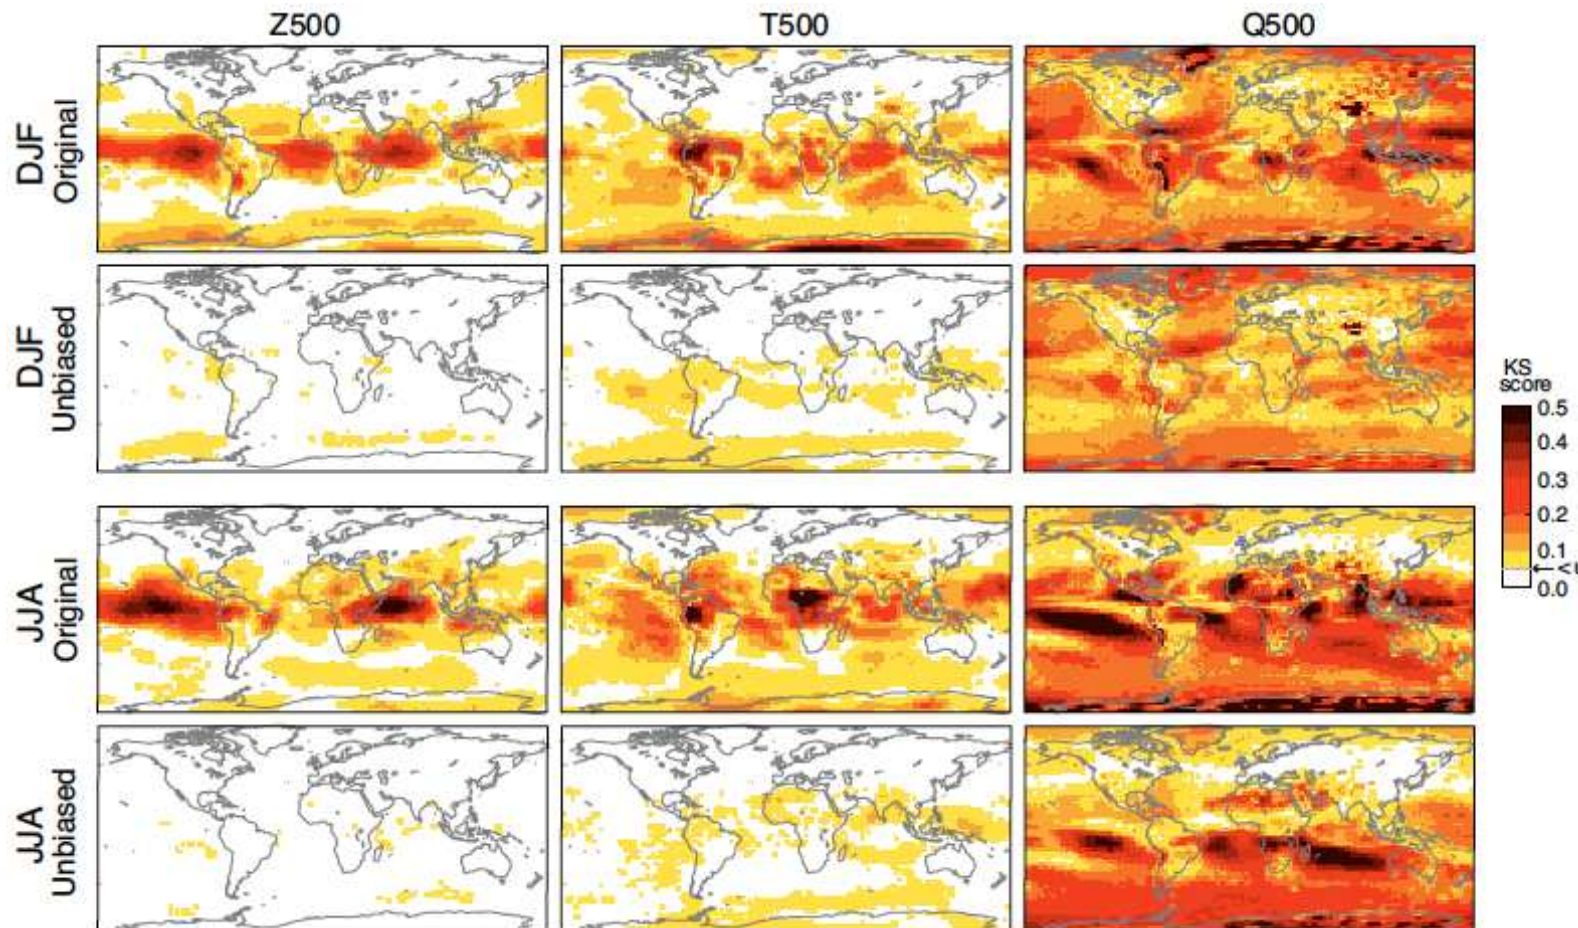 Z500 T500 Q500
DJF
Original
DJF
Unbiased
JJA
Original
JJA
Unbiased
KS
score
0.5
0.4
0.3
0.2
0.1
0.0